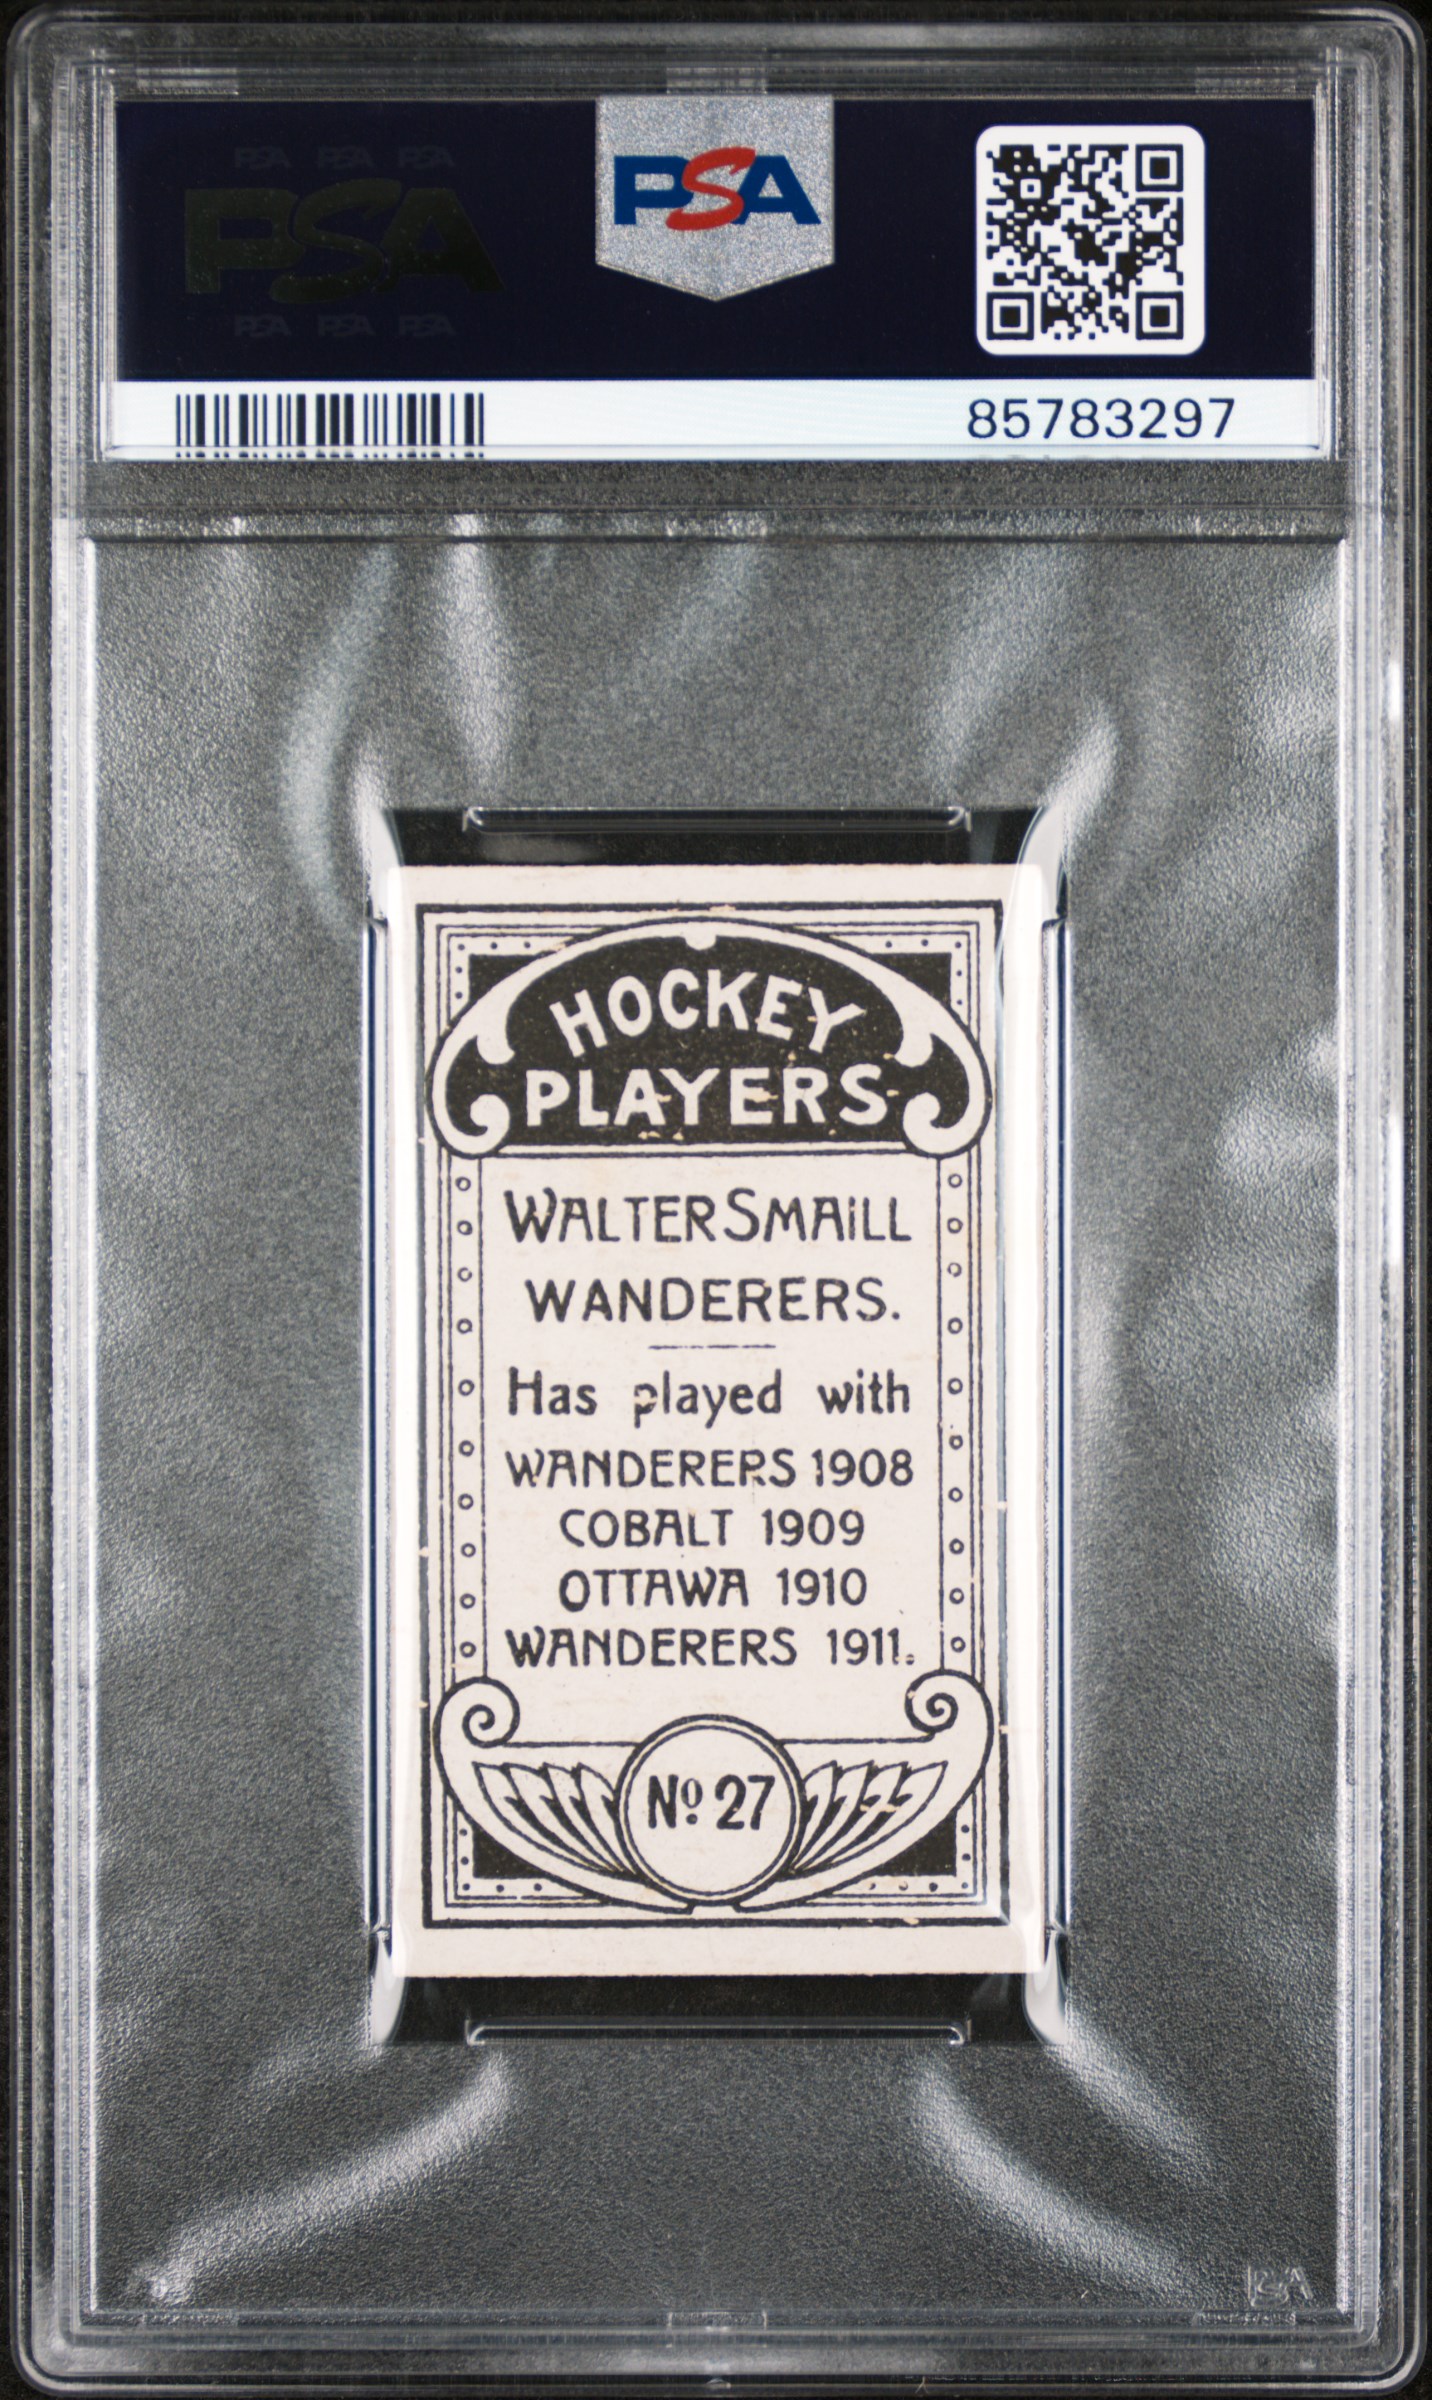 PSA PSA PSA
PSA
PSA PSA PSA
PSA
85783297
HOCKEY
PLAYERS
WALTER SMAILL
WANDERERS.
Has played with
WANDERERS 1908
COBALT 1909
OTTAWA 1910
WANDERERS 1911.
No. 27
PSA